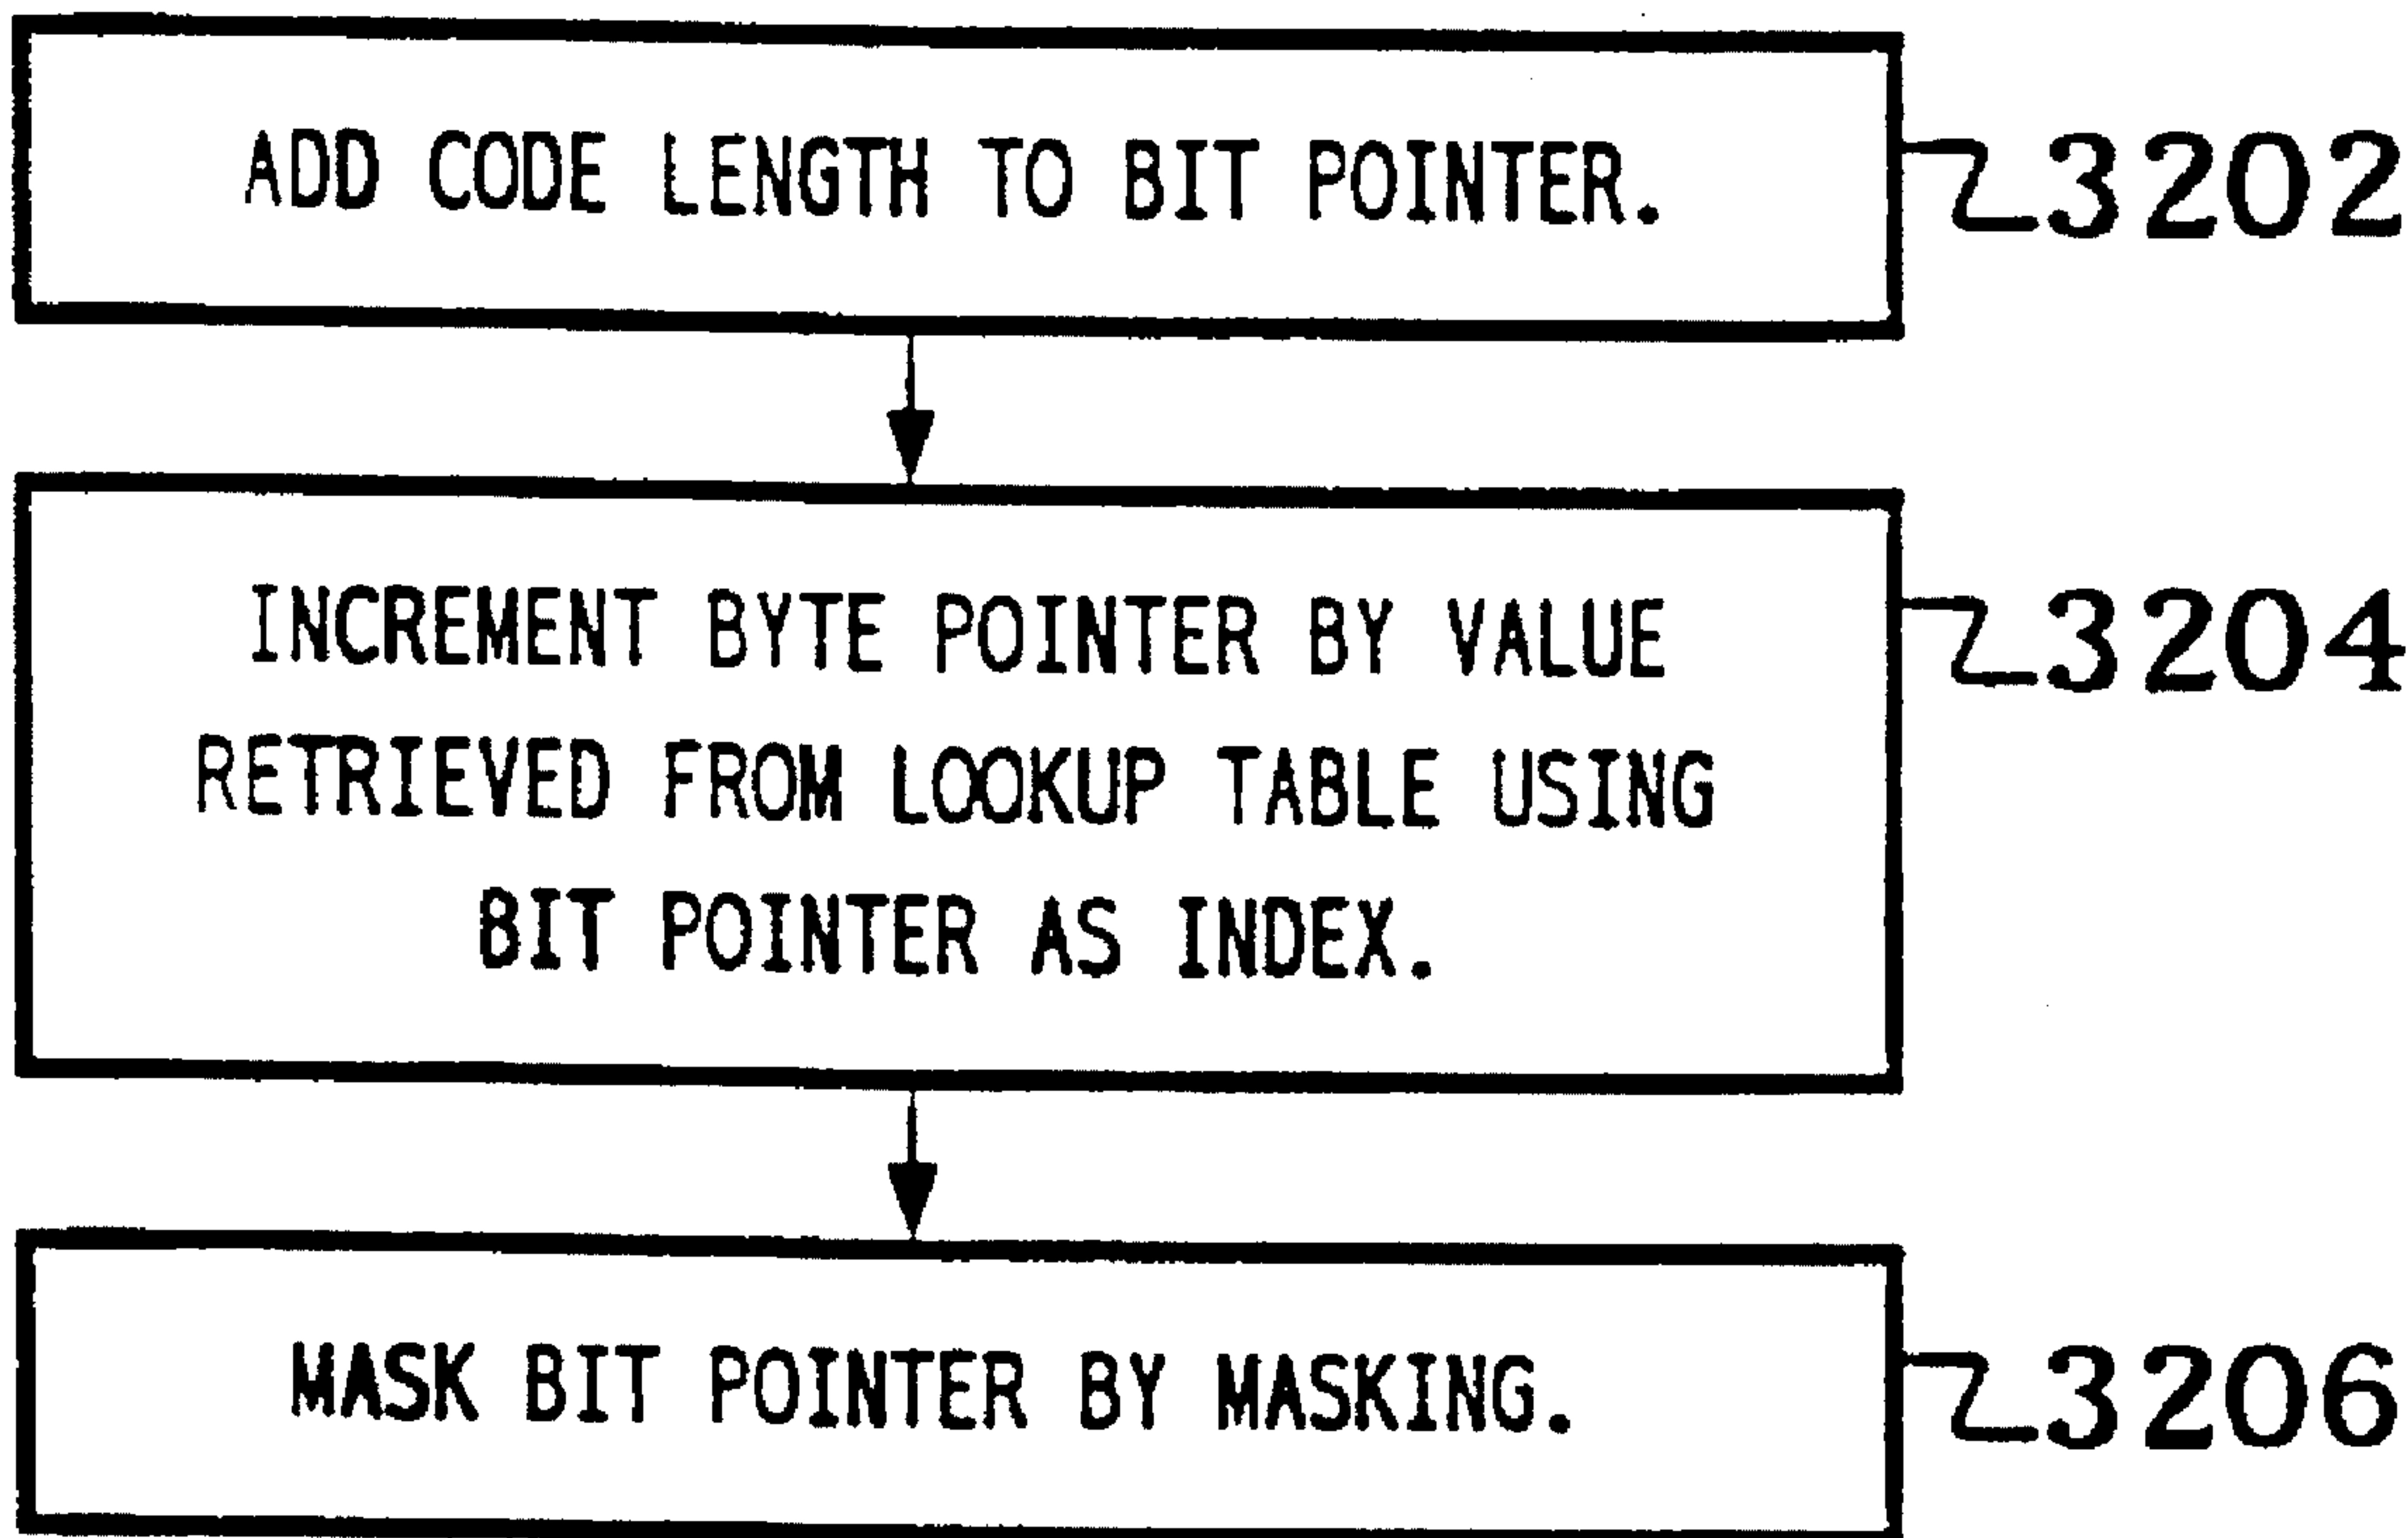 ADD CODE LENGTH TO BIT POINTER.
3202
INCREMENT BYTE POINTER BY VALUE
3204
RETRIEVED FROM LOOKUP TABLE USING
BIT POINTER AS INDEX.
MASK BIT POINTER BY MASKING.
3206